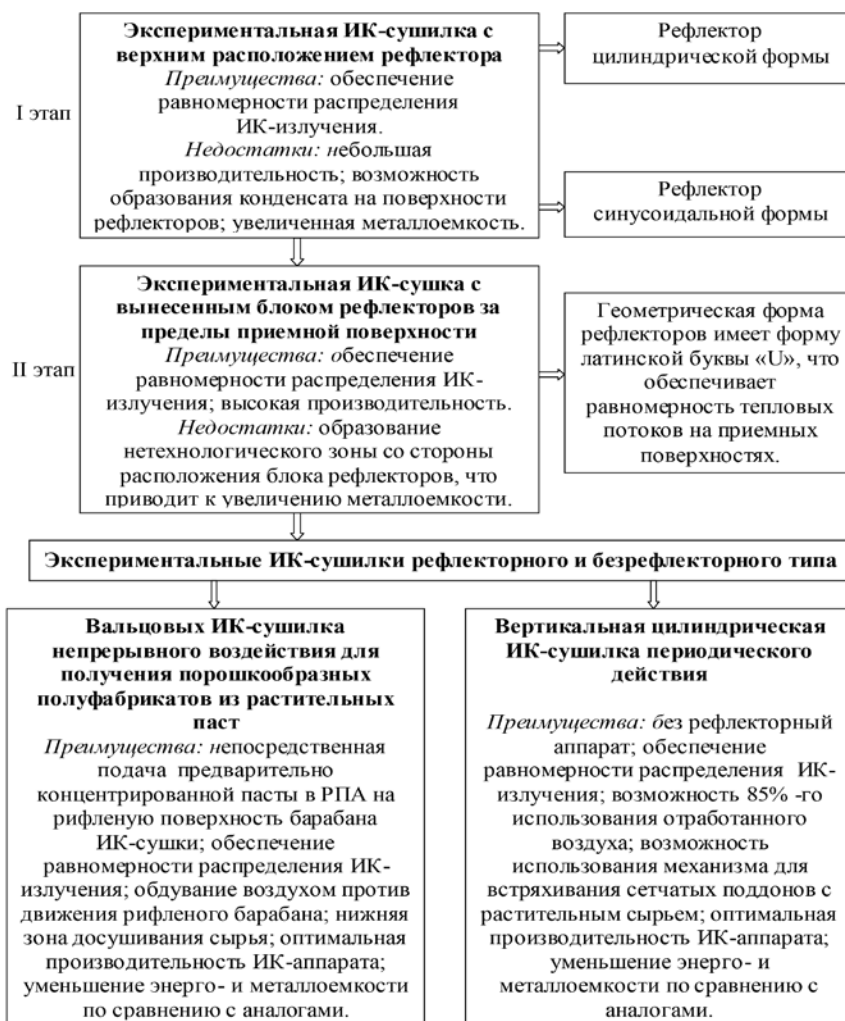 I этап
Экспериментальная ИК-сушилка с
верхним расположением рефлектора
Преимущества: обеспечение
равномерности распределения
ИК-излучения.
Недостатки: небольшая
производительность; возможность
образования конденсата на поверхности
рефлекторов; увеличенная металлоемкость.
Рефлектор
цилиндрической формы
Рефлектор
синусоидальной формы
II этап
Экспериментальная ИК-сушка с
вынесенным блоком рефлекторов за
пределы приемной поверхности
Преимущества: обеспечение
равномерности распределения ИК-
излучения; высокая производительность.
Недостатки: образование
нетехнологического зоны со стороны
расположения блока рефлекторов, что
приводит к увеличению металлоемкости.
Геометрическая форма
рефлекторов имеет форму
латинской буквы «U», что
обеспечивает
равномерность тепловых
потоков на приемных
поверхностях.
Экспериментальные ИК-сушилки рефлекторного и безрефлекторного типа
Вальцовых ИК-сушилка
непрерывного воздействия для
получения порошкообразных
полуфабрикатов из растительных
паст
Преимущества: непосредственная
подача предварительно
концентрированной пасты в РПА на
рифленую поверхность барабана
ИК-сушки; обеспечение
равномерности распределения ИК-
излучения; обдувание воздухом против
движения рифленого барабана; нижняя
зона досушивания сырья; оптимальная
производительность ИК-аппарата;
уменьшение энерго- и металлоемкости
по сравнению с аналогами.
Вертикальная цилиндрическая
ИК-сушилка периодического
действия
Преимущества: без рефлекторный
аппарат; обеспечение
равномерности распределения ИК-
излучения; возможность 85% -го
использования отработанного
воздуха; возможность
использования механизма для
встряхивания сетчатых поддонов с
растительным сырьем; оптимальная
производительность ИК-аппарата;
уменьшение энерго- и
металлоемкости по сравнению с
аналогами.